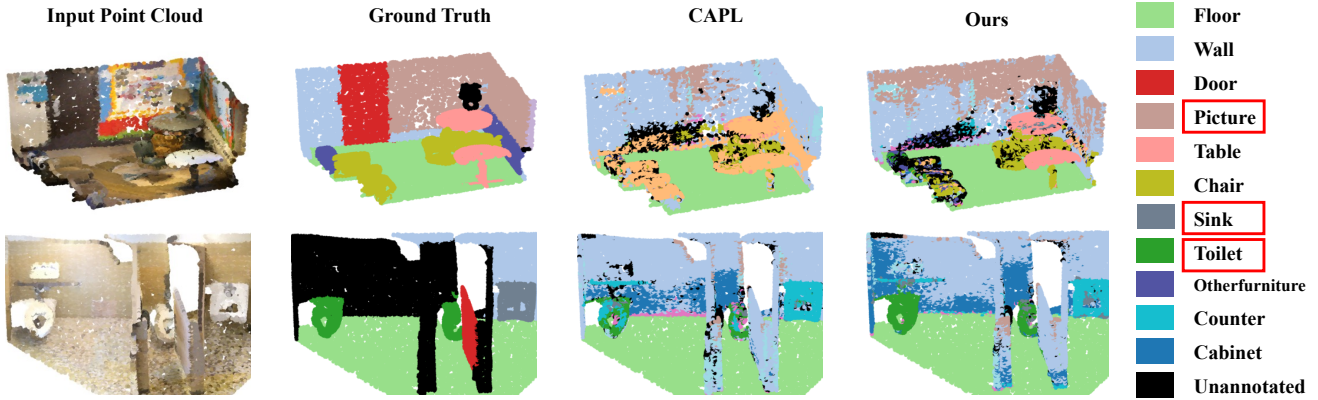 Input Point Cloud
Ground Truth
CAPL
Ours
Floor
Wall
Door
Picture
Table
Chair
Sink
Toilet
Otherfurniture
Counter
Cabinet
Unannotated